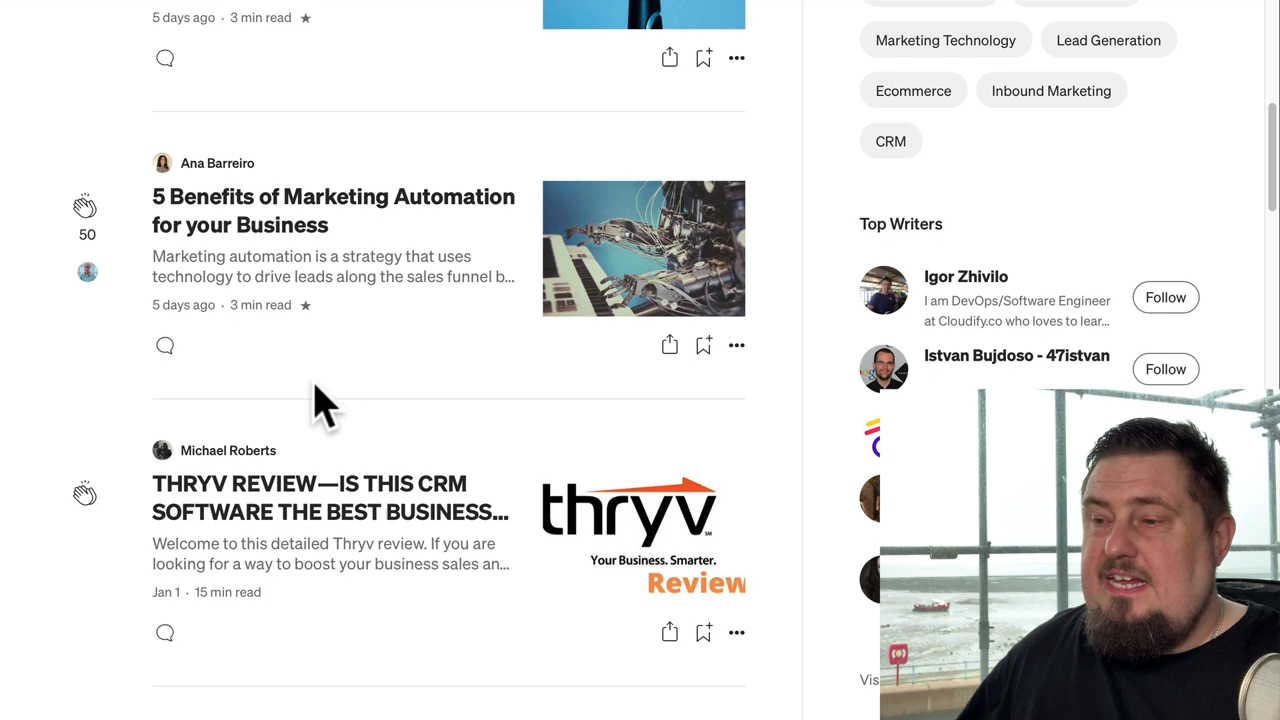 5 days ago · 3 min read ★
Ana Barreiro
5 Benefits of Marketing Automation
for your Business
Marketing automation is a strategy that uses
technology to drive leads along the sales funnel b...
5 days ago · 3 min read ★
50
Michael Roberts
THRYV REVIEW—IS THIS CRM
SOFTWARE THE BEST BUSINESS...
Welcome to this detailed Thryv review. If you are
looking for a way to boost your business sales an...
Jan 1 · 15 min read
thryv
SM
Your Business. Smarter.
Review
Marketing Technology
Lead Generation
Ecommerce
Inbound Marketing
CRM
Top Writers
Igor Zhivilo
I am DevOps/Software Engineer
at Cloudify.co who loves to lear...
Follow
Istvan Bujdoso - 47istvan
Follow
Vis